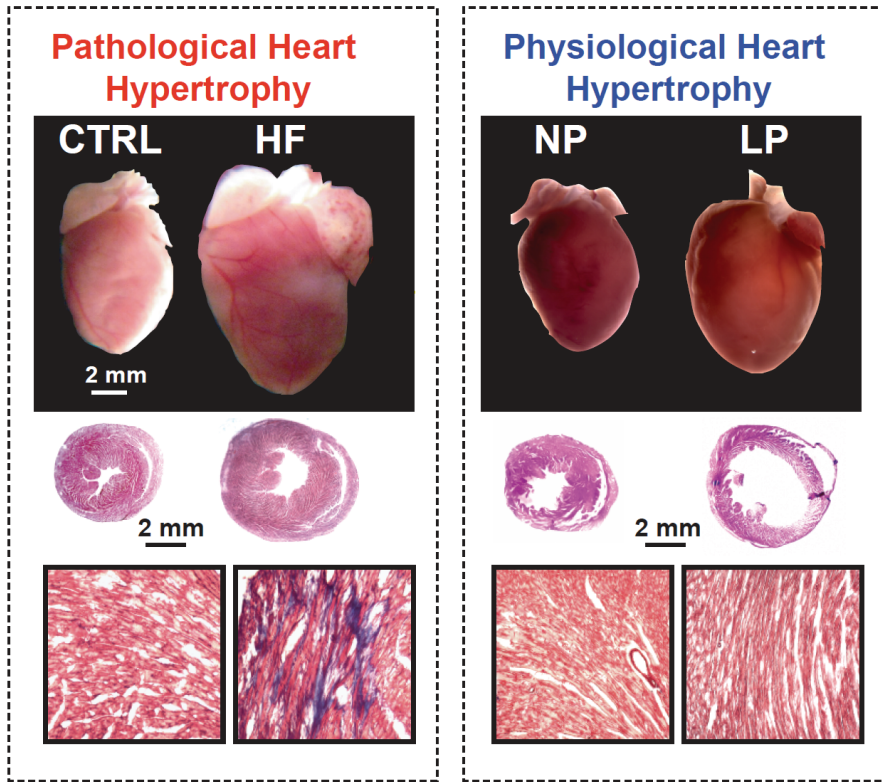 Pathological Heart
Hypertrophy
CTRL HF
2 mm
2 mm
Physiological Heart
Hypertrophy
NP LP
2 mm